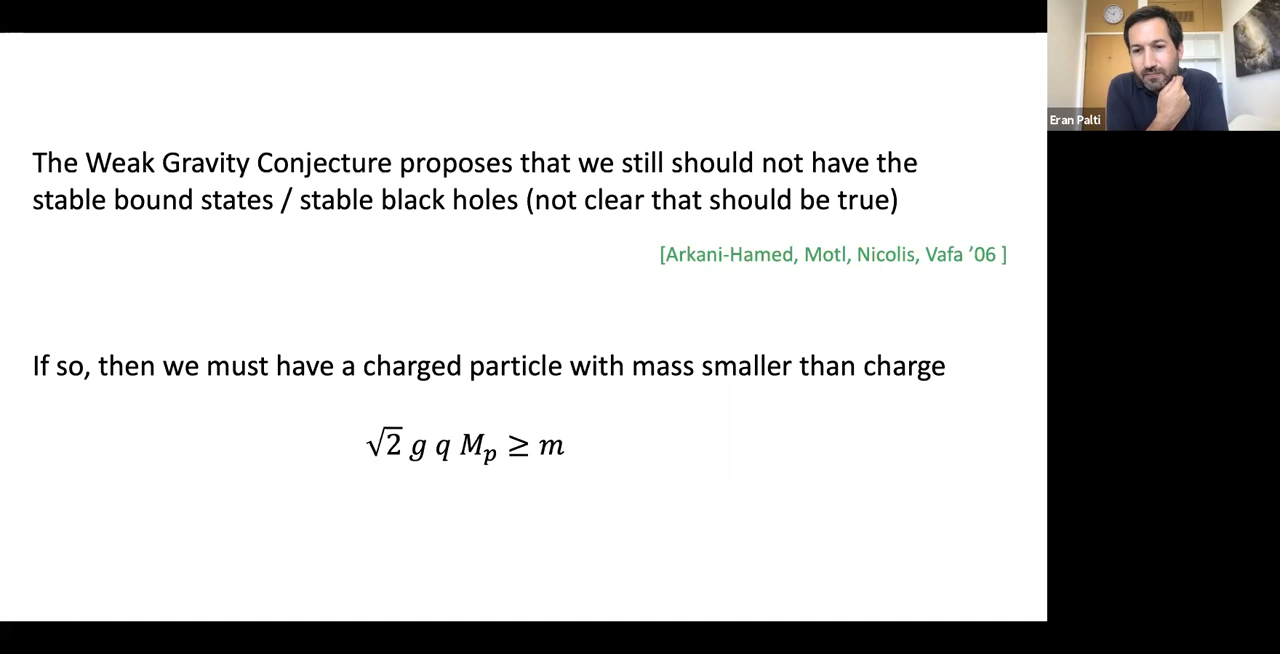 The Weak Gravity Conjecture proposes that we still should not have the
stable bound states / stable black holes (not clear that should be true)
[Arkani-Hamed, Motl, Nicolis, Vafa ’06 ]
If so, then we must have a charged particle with mass smaller than charge
√2 g q Mₚ ≥ m
Eran Palti